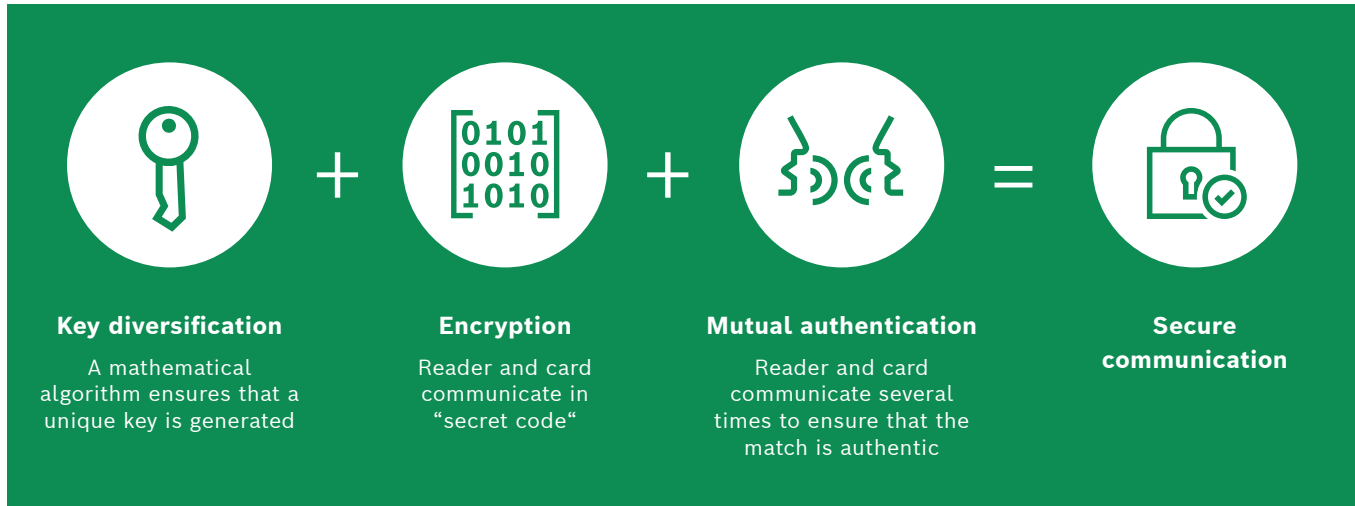 0101
0010
1010
+
+
=
Key diversification
A mathematical
algorithm ensures that a
unique key is generated
Encryption
Reader and card
communicate in
“secret code“
Mutual authentication
Reader and card
communicate several
times to ensure that the
match is authentic
Secure
communication